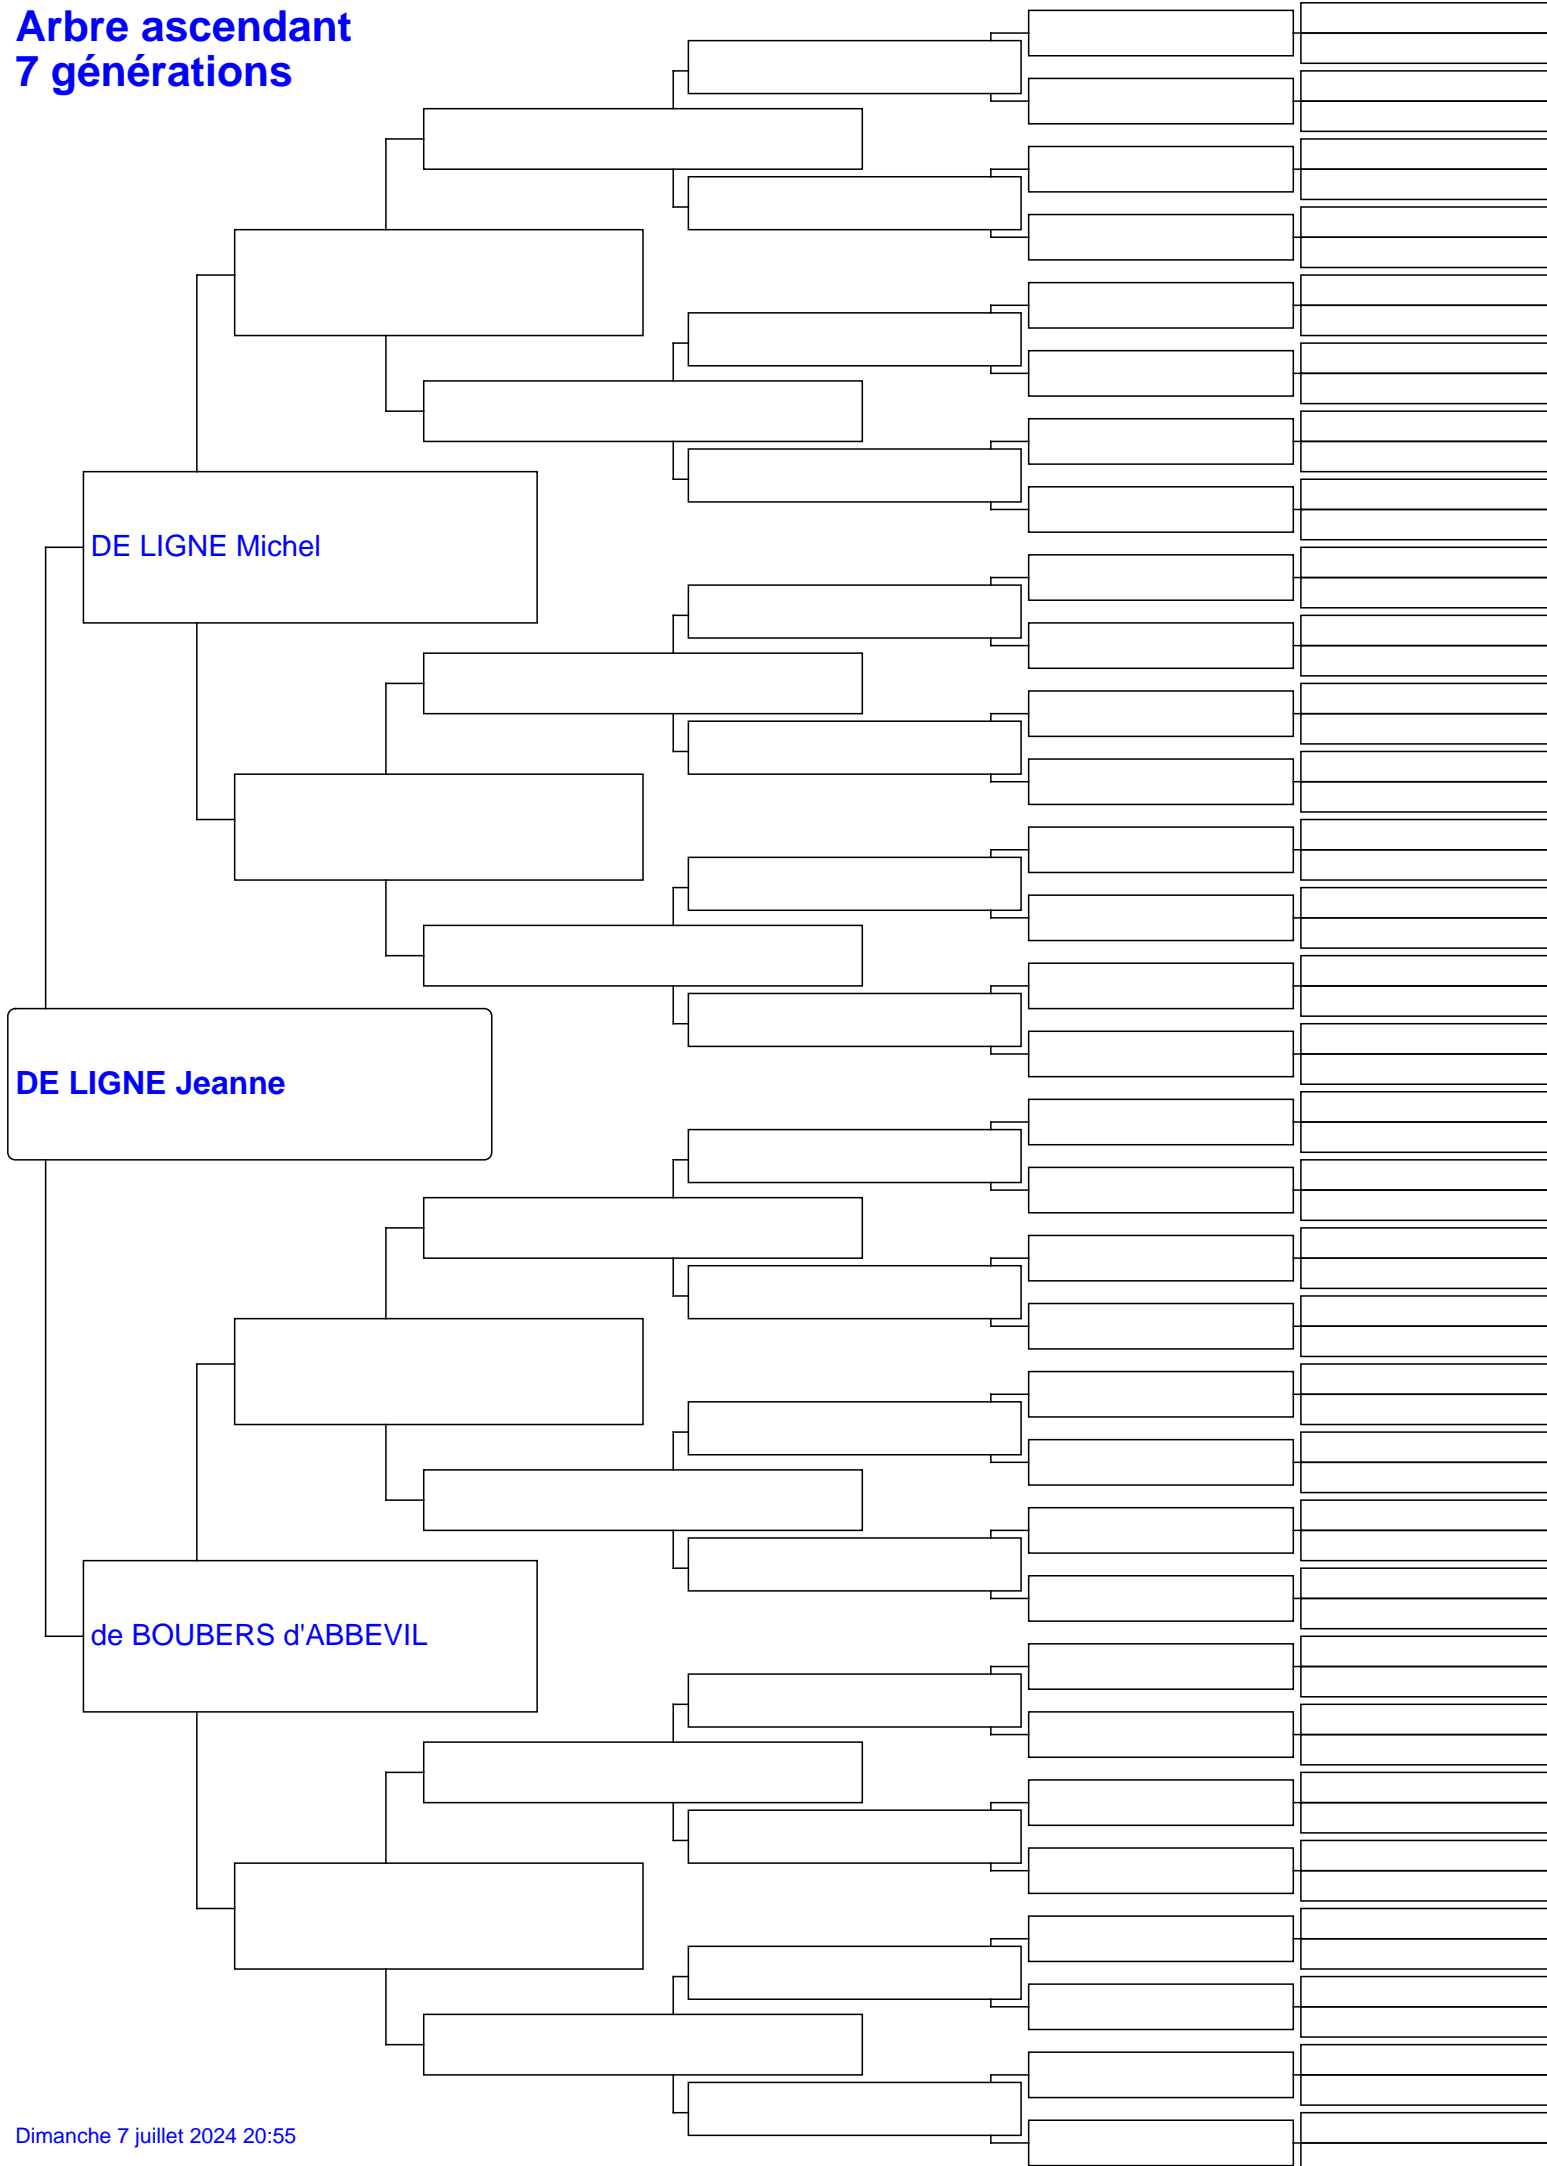 Arbre ascendant
7 générations
DE LIGNE Michel
DE LIGNE Jeanne
de BOUBERS d'ABBEVIL
Dimanche 7 juillet 2024 20:55